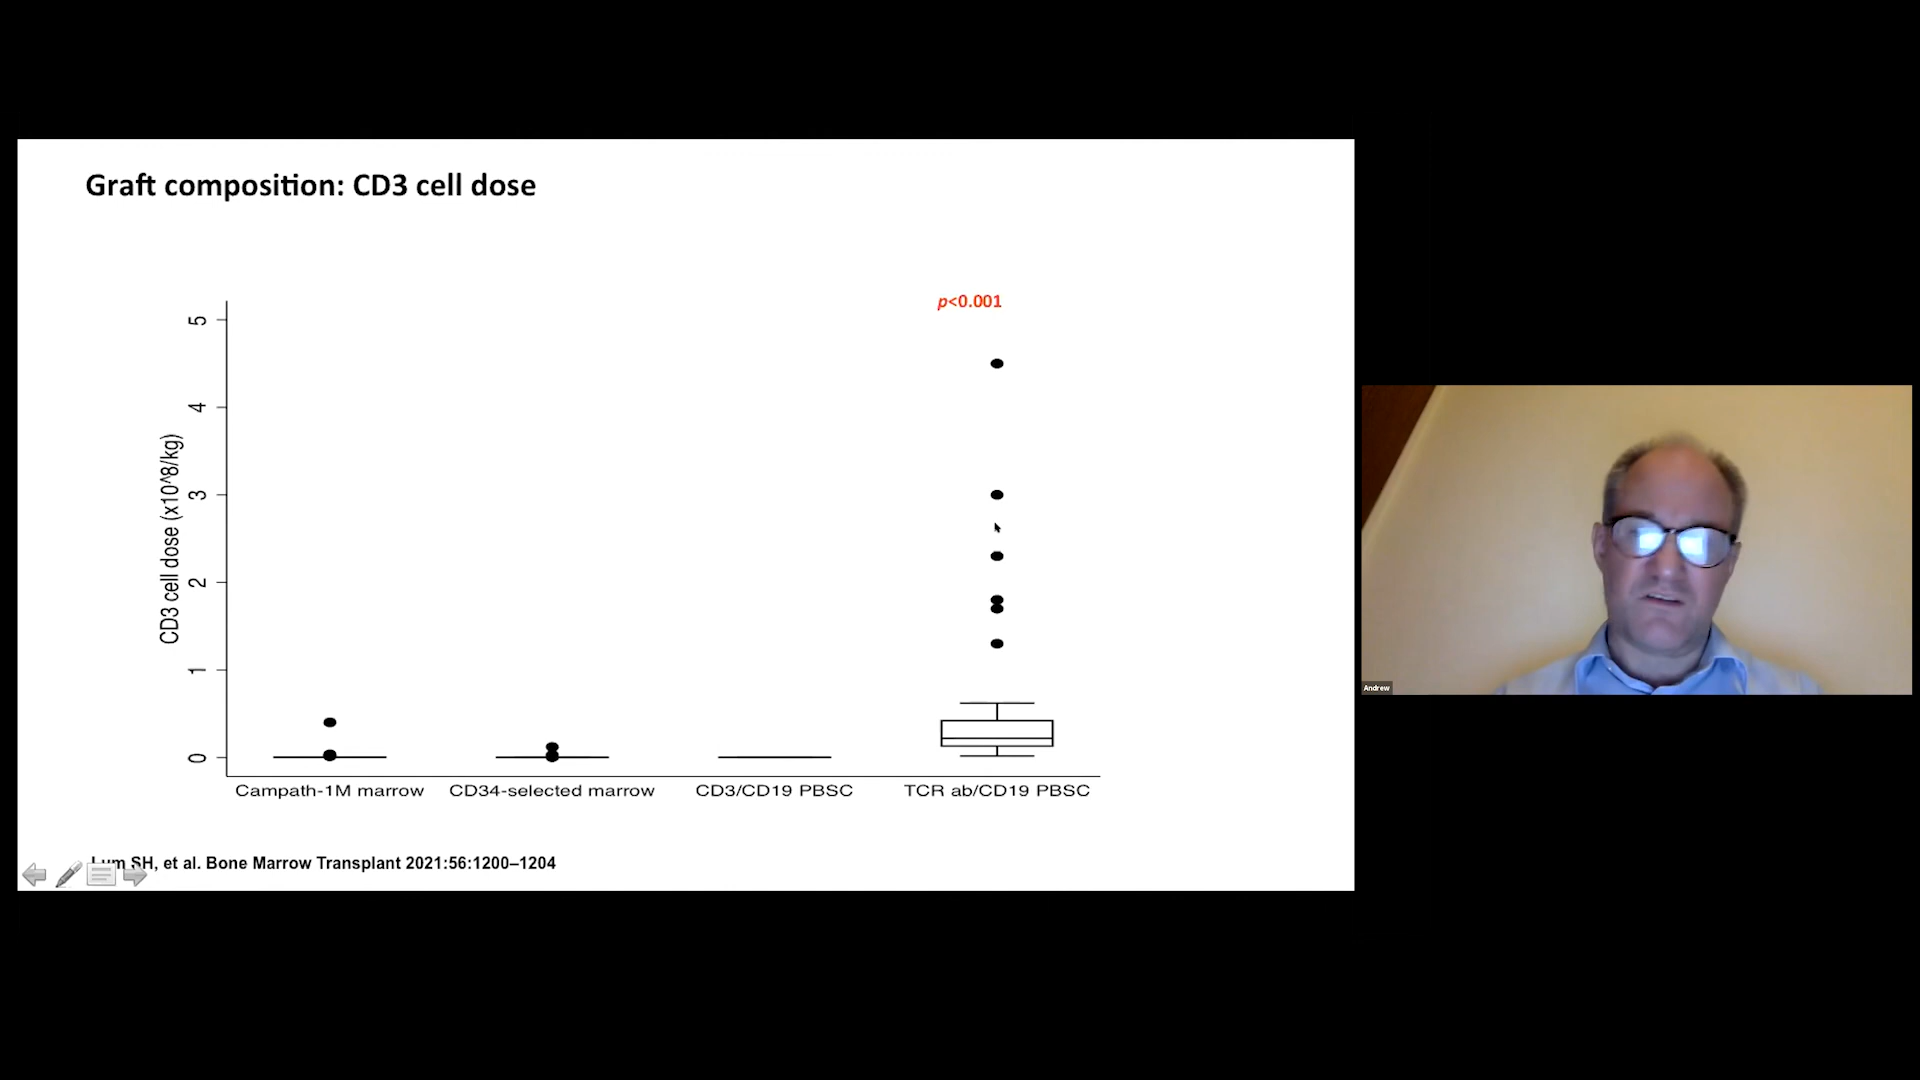 Graft composition: CD3 cell dose
p<0.001
CD3 cell dose (x10^8/kg)
5
4
3
2
1
0
Campath-1M marrow
CD34-selected marrow
CD3/CD19 PBSC
TCR ab/CD19 PBSC
Lum SH, et al. Bone Marrow Transplant 2021:56:1200–1204
Andrew